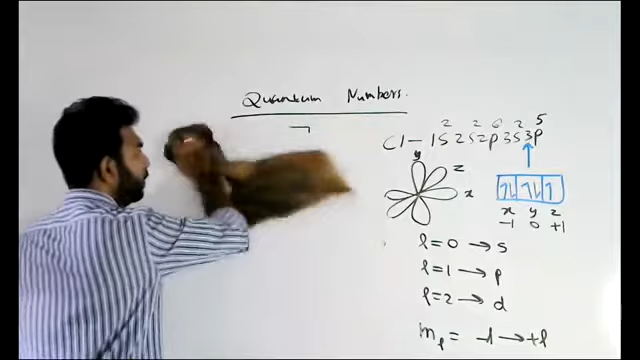 Quantum Numbers.
Cl - 1s² 2s² 2p⁶ 3s² 3p⁵
y
z
x
x y z
-1 0 +1
l = 0 → s
l = 1 → p
l = 2 → d
mₗ = -l → +l